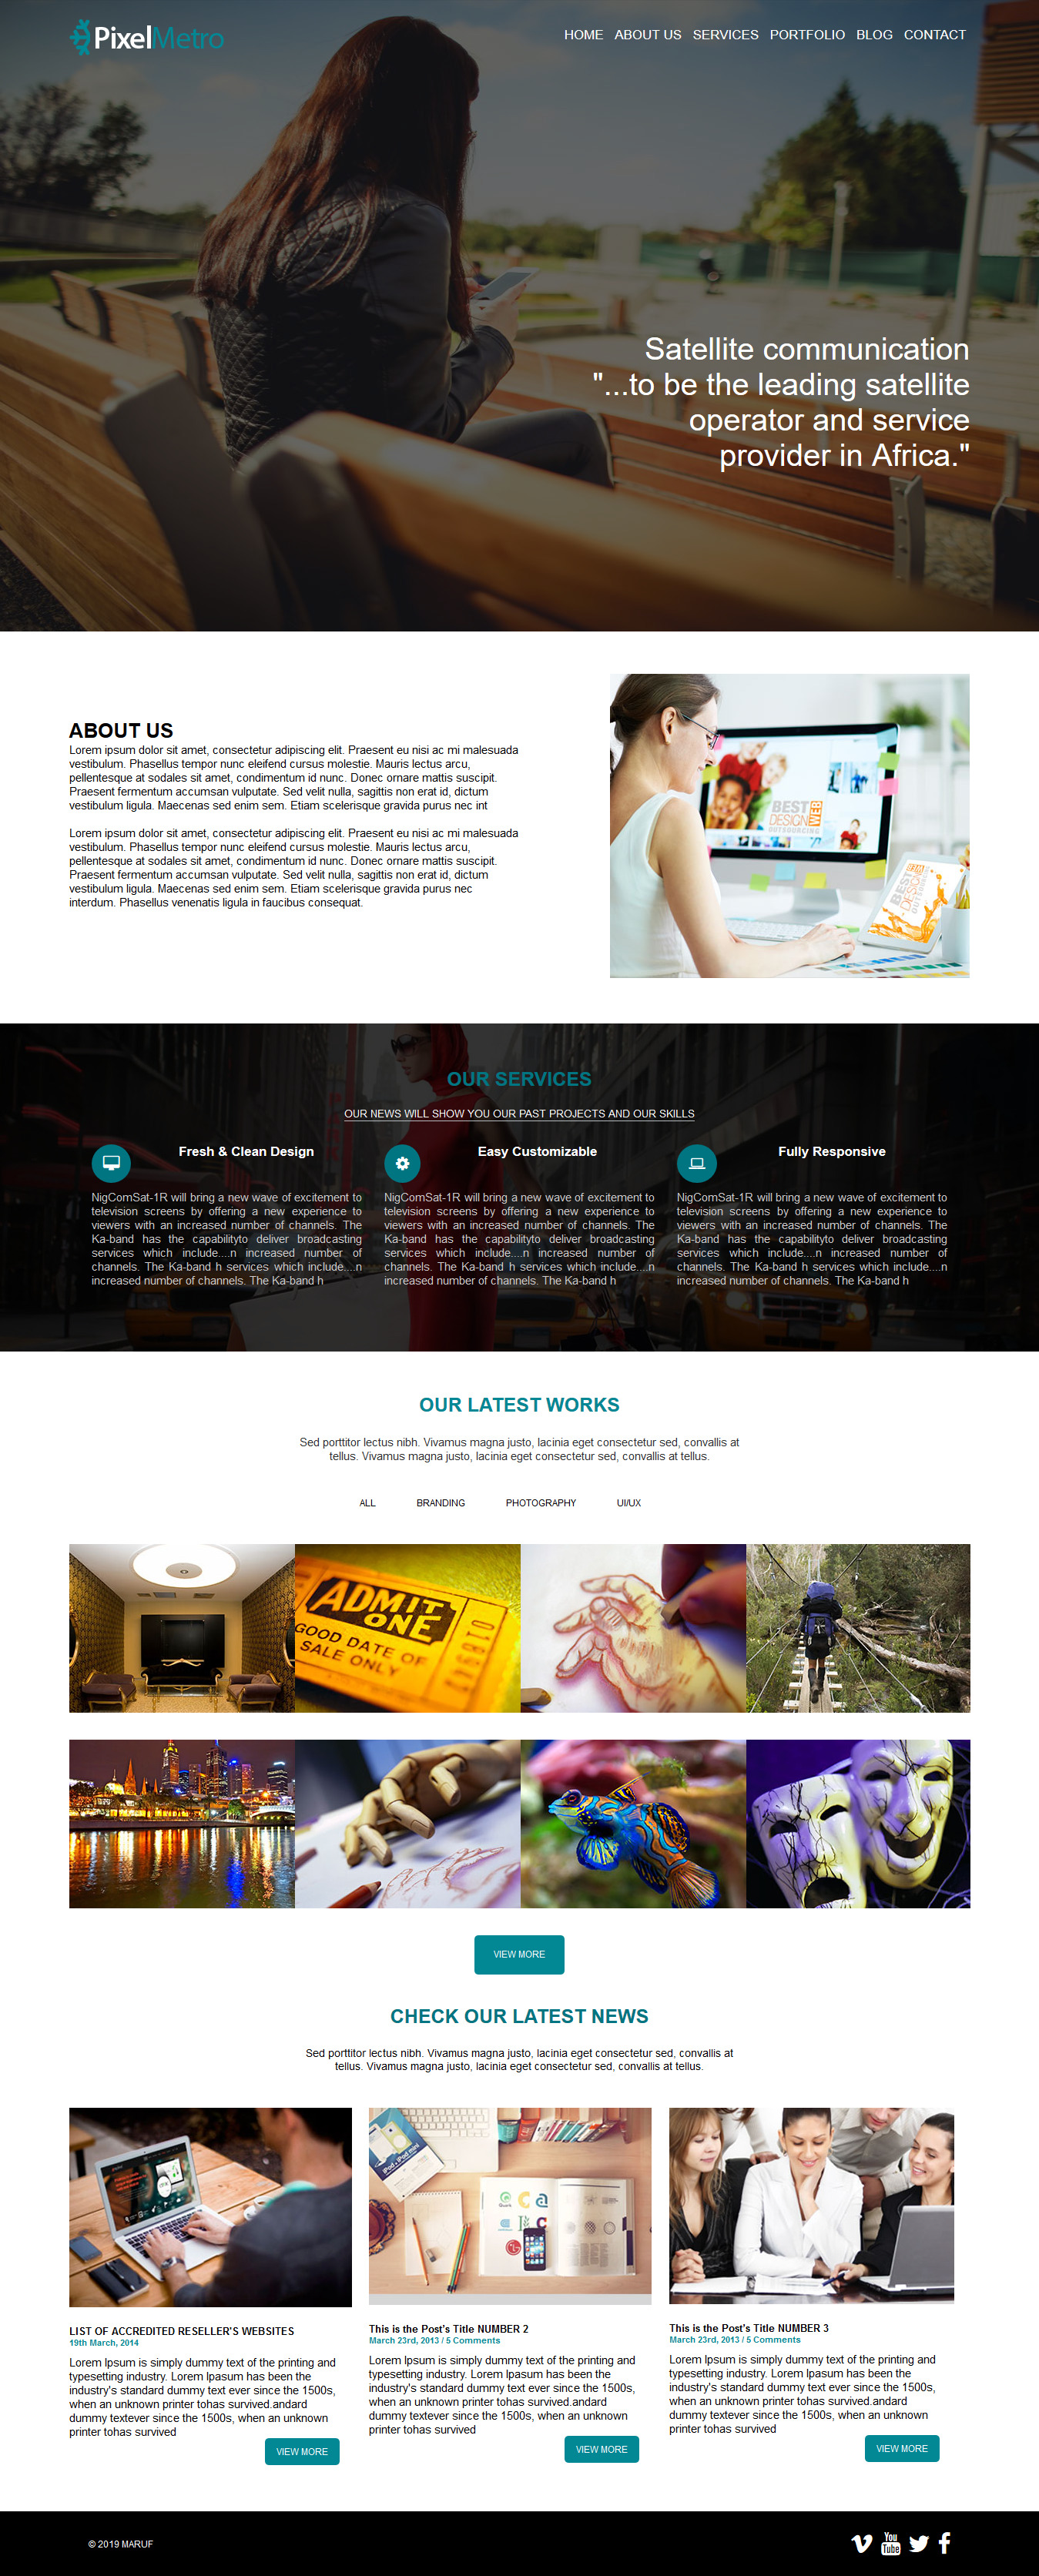 PixelMetro
HOME ABOUT US SERVICES PORTFOLIO BLOG CONTACT
Satellite communication
"...to be the leading satellite
operator and service
provider in Africa."
ABOUT US
Lorem ipsum dolor sit amet, consectetur adipiscing elit. Praesent eu nisi ac mi malesuada
vestibulum. Phasellus tempor nunc eleifend cursus molestie. Mauris lectus arcu,
pellentesque at sodales sit amet, condimentum id nunc. Donec ornare mattis suscipit.
Praesent fermentum accumsan vulputate. Sed velit nulla, sagittis non erat id, dictum
vestibulum ligula. Maecenas sed enim sem. Etiam scelerisque gravida purus nec int
Lorem ipsum dolor sit amet, consectetur adipiscing elit. Praesent eu nisi ac mi malesuada
vestibulum. Phasellus tempor nunc eleifend cursus molestie. Mauris lectus arcu,
pellentesque at sodales sit amet, condimentum id nunc. Donec ornare mattis suscipit.
Praesent fermentum accumsan vulputate. Sed velit nulla, sagittis non erat id, dictum
vestibulum ligula. Maecenas sed enim sem. Etiam scelerisque gravida purus nec
interdum. Phasellus venenatis ligula in faucibus consequat.
BEST
DESIGN
WEB
OUTSOURCING
BEST
DESIGN
OUR SERVICES
OUR NEWS WILL SHOW YOU OUR PAST PROJECTS AND OUR SKILLS
Fresh & Clean Design
NigComSat-1R will bring a new wave of excitement to
television screens by offering a new experience to
viewers with an increased number of channels. The
Ka-band has the capabilityto deliver broadcasting
services which include....n increased number of
channels. The Ka-band h services which include....n
increased number of channels. The Ka-band h
Easy Customizable
NigComSat-1R will bring a new wave of excitement to
television screens by offering a new experience to
viewers with an increased number of channels. The
Ka-band has the capabilityto deliver broadcasting
services which include....n increased number of
channels. The Ka-band h services which include....n
increased number of channels. The Ka-band h
Fully Responsive
NigComSat-1R will bring a new wave of excitement to
television screens by offering a new experience to
viewers with an increased number of channels. The
Ka-band has the capabilityto deliver broadcasting
services which include....n increased number of
channels. The Ka-band h services which include....n
increased number of channels. The Ka-band h
OUR LATEST WORKS
Sed porttitor lectus nibh. Vivamus magna justo, lacinia eget consectetur sed, convallis at
tellus. Vivamus magna justo, lacinia eget consectetur sed, convallis at tellus.
ALL BRANDING PHOTOGRAPHY UI/UX
ADMIT
ONE
GOOD DATE OF
SALE ONLY
VIEW MORE
CHECK OUR LATEST NEWS
Sed porttitor lectus nibh. Vivamus magna justo, lacinia eget consectetur sed, convallis at
tellus. Vivamus magna justo, lacinia eget consectetur sed, convallis at tellus.
LIST OF ACCREDITED RESELLER'S WEBSITES
19th March, 2014
Lorem Ipsum is simply dummy text of the printing and
typesetting industry. Lorem Ipasum has been the
industry's standard dummy text ever since the 1500s,
when an unknown printer tohas survived.andard
dummy textever since the 1500s, when an unknown
printer tohas survived
VIEW MORE
This is the Post's Title NUMBER 2
March 23rd, 2013 / 5 Comments
Lorem Ipsum is simply dummy text of the printing and
typesetting industry. Lorem Ipasum has been the
industry's standard dummy text ever since the 1500s,
when an unknown printer tohas survived.andard
dummy textever since the 1500s, when an unknown
printer tohas survived
VIEW MORE
This is the Post's Title NUMBER 3
March 23rd, 2013 / 5 Comments
Lorem Ipsum is simply dummy text of the printing and
typesetting industry. Lorem Ipasum has been the
industry's standard dummy text ever since the 1500s,
when an unknown printer tohas survived.andard
dummy textever since the 1500s, when an unknown
printer tohas survived
VIEW MORE
© 2019 MARUF
You
Tube